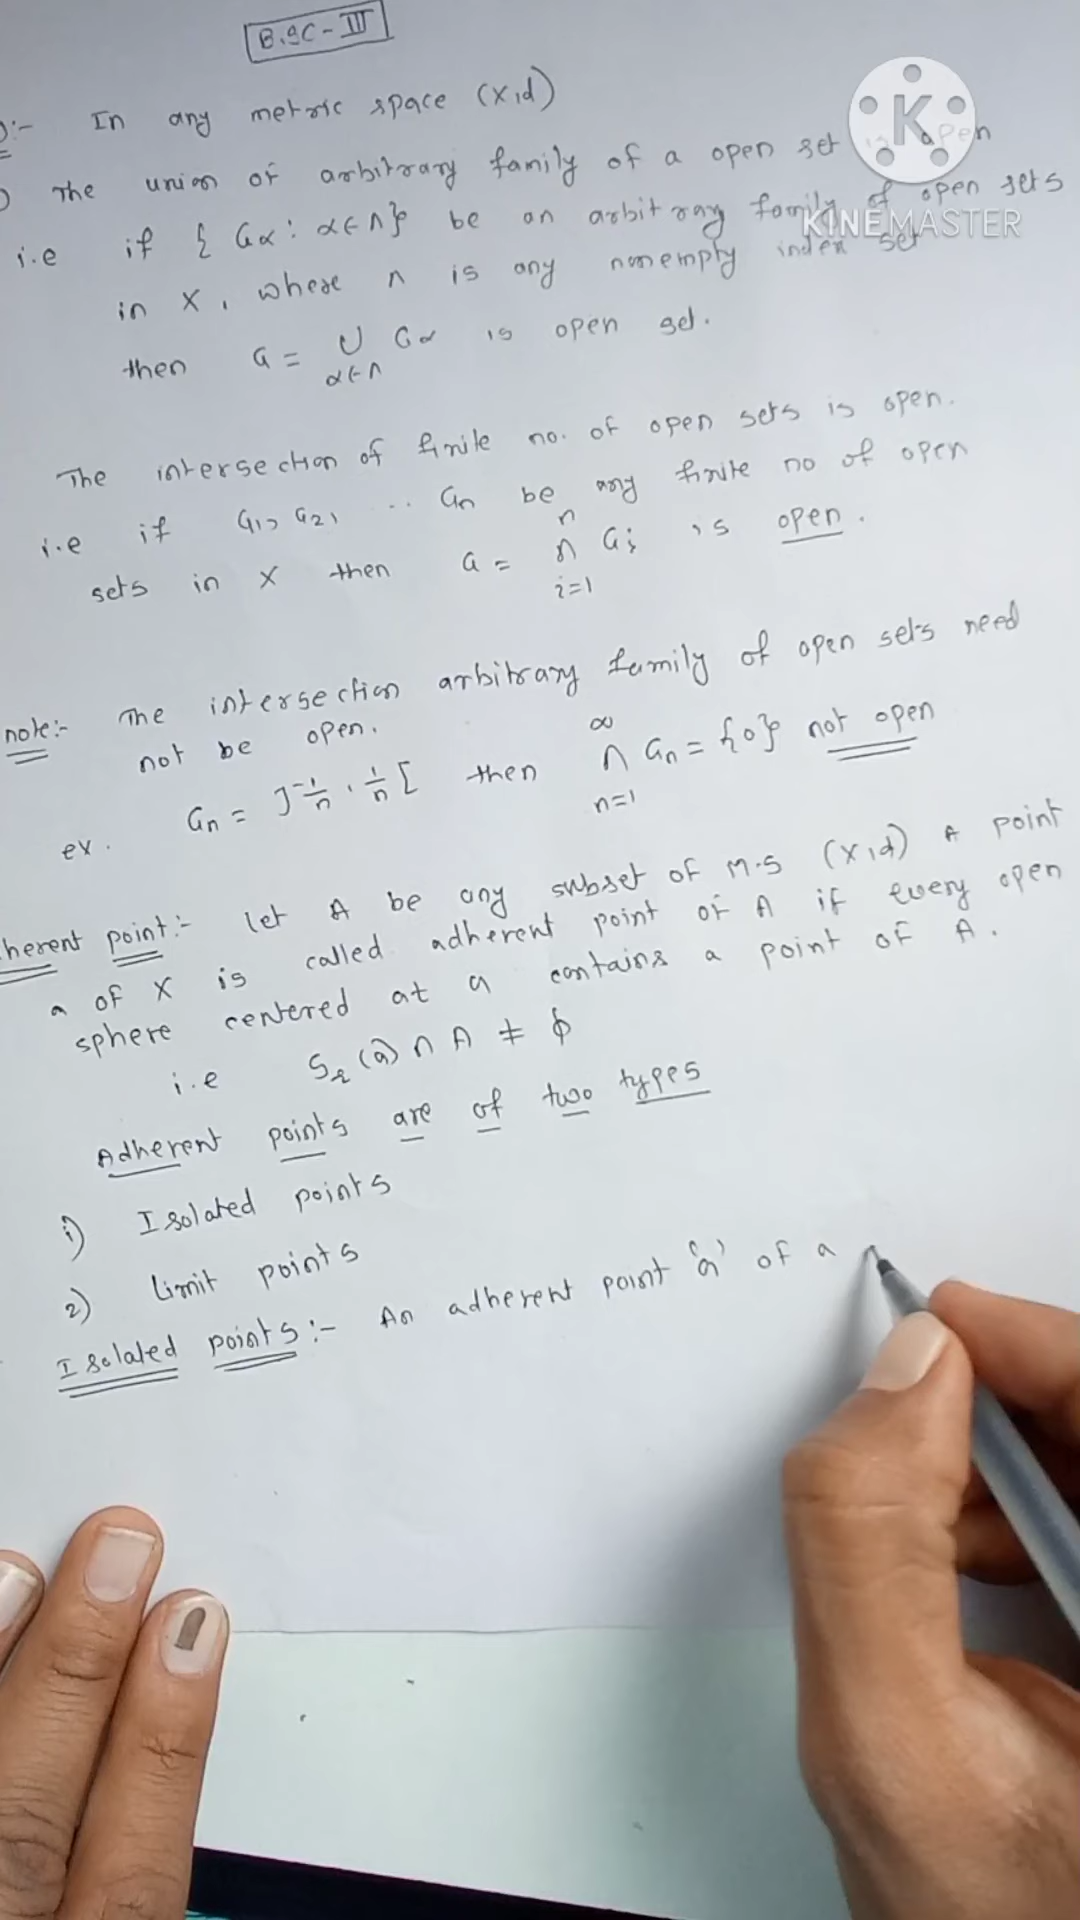 B.SC-III
:- In any metric space (X,d)
The union of arbitrary family of a open set is open
i.e if { Gα : α∈Λ} be an arbitrary family of open sets
in X, where Λ is any nonempty index set
then G = ∪ Gα is open set.
α∈Λ
The intersection of finite no. of open sets is open.
i.e if G1, G2, .. Gn be any finite no of open
sets in X then G = n ∩ i=1 Gi is open.
note:- The intersection arbitrary family of open sets need
not be open.
ex. Gn = ]-1/n, 1/n[ then ∞ ∩ n=1 Gn = {0} not open
herent point:- let A be any subset of M.S (X,d) A point
a of X is called adherent point of A if every open
sphere centered at a contains a point of A.
i.e Sr(a) ∩ A ≠ ϕ
Adherent points are of two types
1) Isolated points
2) limit points
Isolated points:- An adherent point 'a' of a
K
KINEMASTER